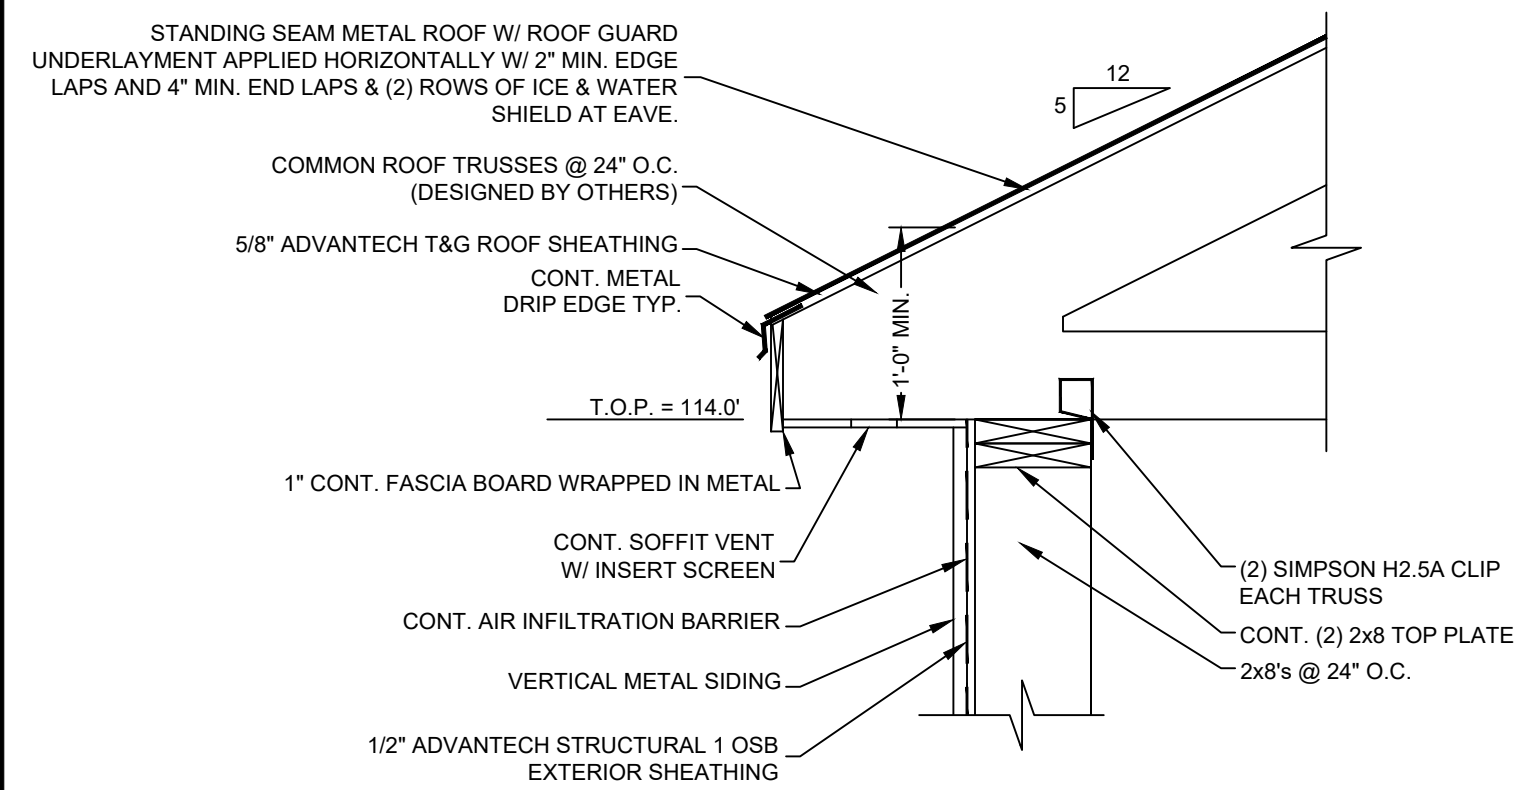 STANDING SEAM METAL ROOF W/ ROOF GUARD
UNDERLAYMENT APPLIED HORIZONTALLY W/ 2" MIN. EDGE
LAPS AND 4" MIN. END LAPS & (2) ROWS OF ICE & WATER
SHIELD AT EAVE.
12
5
COMMON ROOF TRUSSES @ 24" O.C.
(DESIGNED BY OTHERS)
5/8" ADVANTECH T&G ROOF SHEATHING
CONT. METAL
DRIP EDGE TYP.
1'-0" MIN.
T.O.P. = 114.0'
1" CONT. FASCIA BOARD WRAPPED IN METAL
CONT. SOFFIT VENT
W/ INSERT SCREEN
CONT. AIR INFILTRATION BARRIER
VERTICAL METAL SIDING
1/2" ADVANTECH STRUCTURAL 1 OSB
EXTERIOR SHEATHING
(2) SIMPSON H2.5A CLIP
EACH TRUSS
CONT. (2) 2x8 TOP PLATE
2x8's @ 24" O.C.